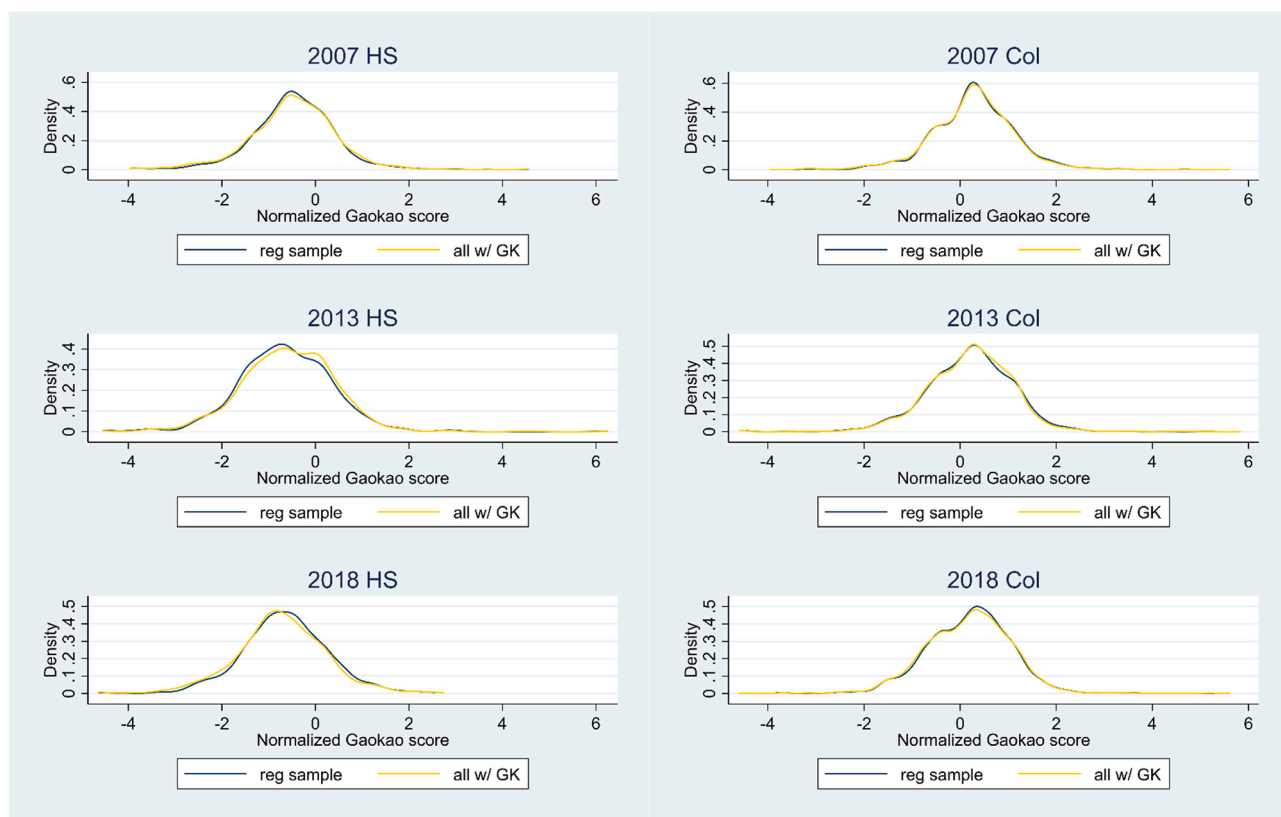 2007 HS
Density
0 .2 .4 .6
-4 -2 0 2 4 6
Normalized Gaokao score
reg sample all w/ GK
2007 Col
Density
0 .2 .4 .6
-4 -2 0 2 4 6
Normalized Gaokao score
reg sample all w/ GK
2013 HS
Density
0 .1 .2 .3 .4
-4 -2 0 2 4 6
Normalized Gaokao score
reg sample all w/ GK
2013 Col
Density
0 .1 .2 .3 .4 .5
-4 -2 0 2 4 6
Normalized Gaokao score
reg sample all w/ GK
2018 HS
Density
0 .1 .2 .3 .4 .5
-4 -2 0 2 4 6
Normalized Gaokao score
reg sample all w/ GK
2018 Col
Density
0 .1 .2 .3 .4 .5
-4 -2 0 2 4 6
Normalized Gaokao score
reg sample all w/ GK